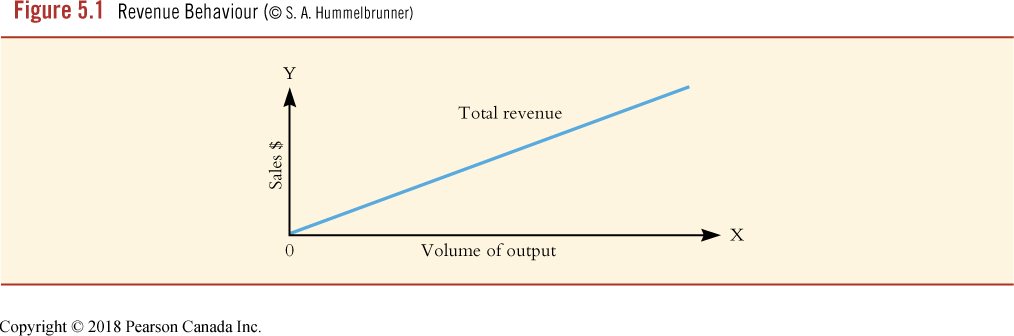 Figure 5.1 Revenue Behaviour (© S. A. Hummelbrunner)
Y
Total revenue
Sales $
X
0
Volume of output
Copyright © 2018 Pearson Canada Inc.